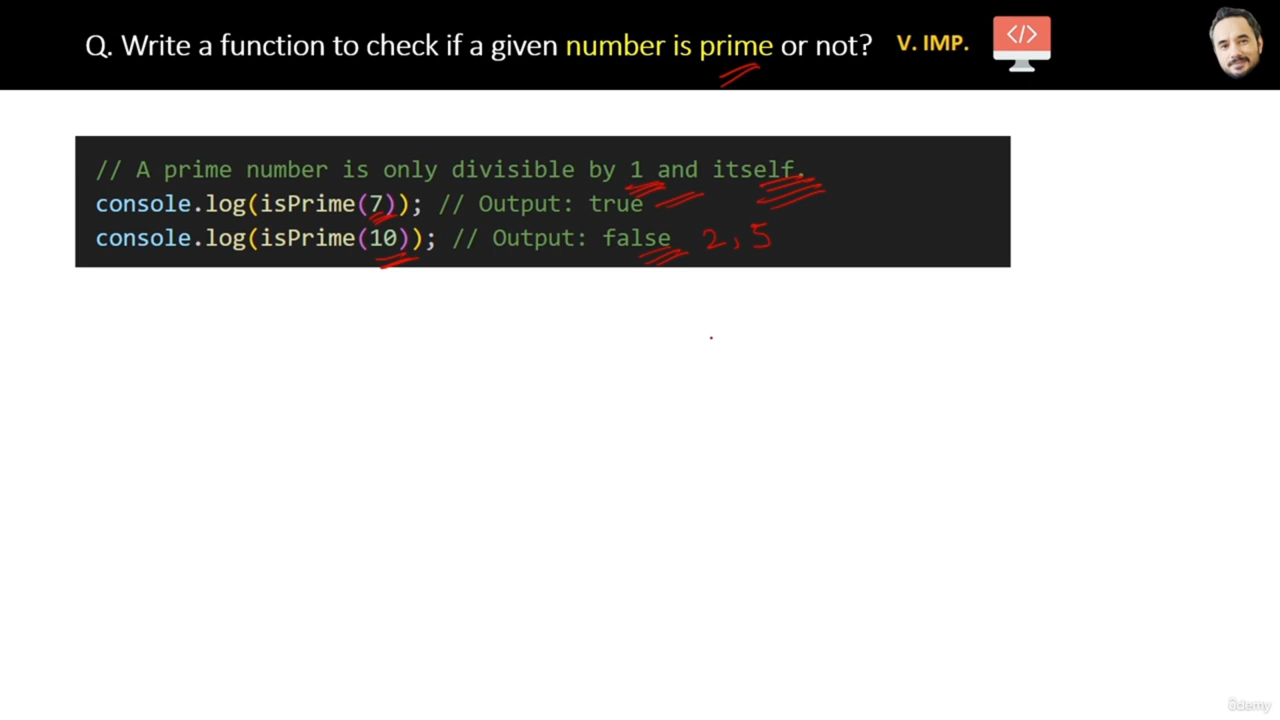 Q. Write a function to check if a given number is prime or not? V. IMP. </>
// A prime number is only divisible by 1 and itself.
console.log(isPrime(7)); // Output: true
console.log(isPrime(10)); // Output: false 2, 5
ûdemy